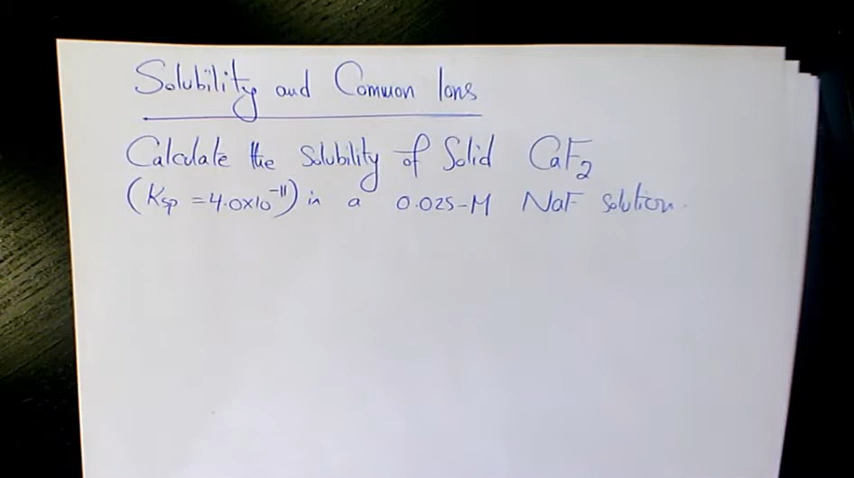 Solubility and Common Ions
Calculate the solubility of Solid CaF₂
(Ksp = 4.0x10⁻¹¹) in a 0.025-M NaF solution.